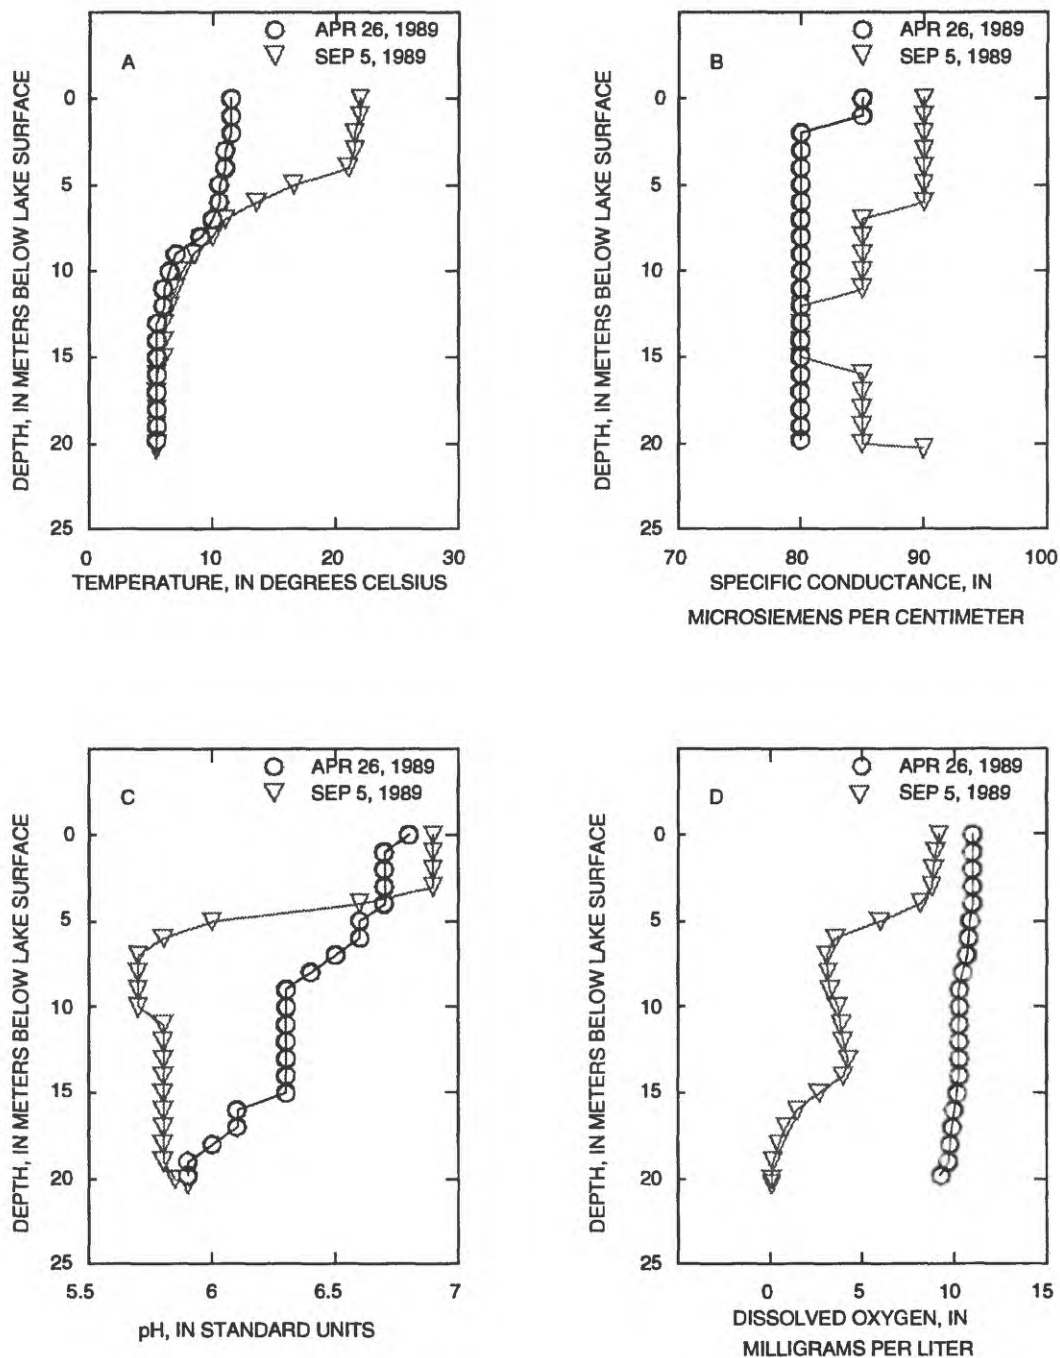 A
APR 26, 1989
SEP 5, 1989
DEPTH, IN METERS BELOW LAKE SURFACE
0
5
10
15
20
25
0
10
20
30
TEMPERATURE, IN DEGREES CELSIUS
B
APR 26, 1989
SEP 5, 1989
DEPTH, IN METERS BELOW LAKE SURFACE
0
5
10
15
20
25
70
80
90
100
SPECIFIC CONDUCTANCE, IN
MICROSIEMENS PER CENTIMETER
C
APR 26, 1989
SEP 5, 1989
DEPTH, IN METERS BELOW LAKE SURFACE
0
5
10
15
20
25
5.5
6
6.5
7
pH, IN STANDARD UNITS
D
APR 26, 1989
SEP 5, 1989
DEPTH, IN METERS BELOW LAKE SURFACE
0
5
10
15
20
25
0
5
10
15
DISSOLVED OXYGEN, IN
MILLIGRAMS PER LITER